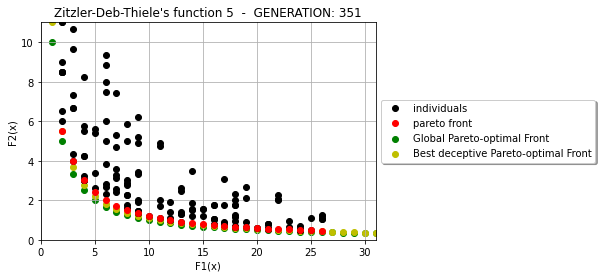 Zitzler-Deb-Thiele's function 5 - GENERATION: 351
10
8
6
4
2
0
F2(x)
0 5 10 15 20 25 30
F1(x)
individuals
pareto front
Global Pareto-optimal Front
Best deceptive Pareto-optimal Front